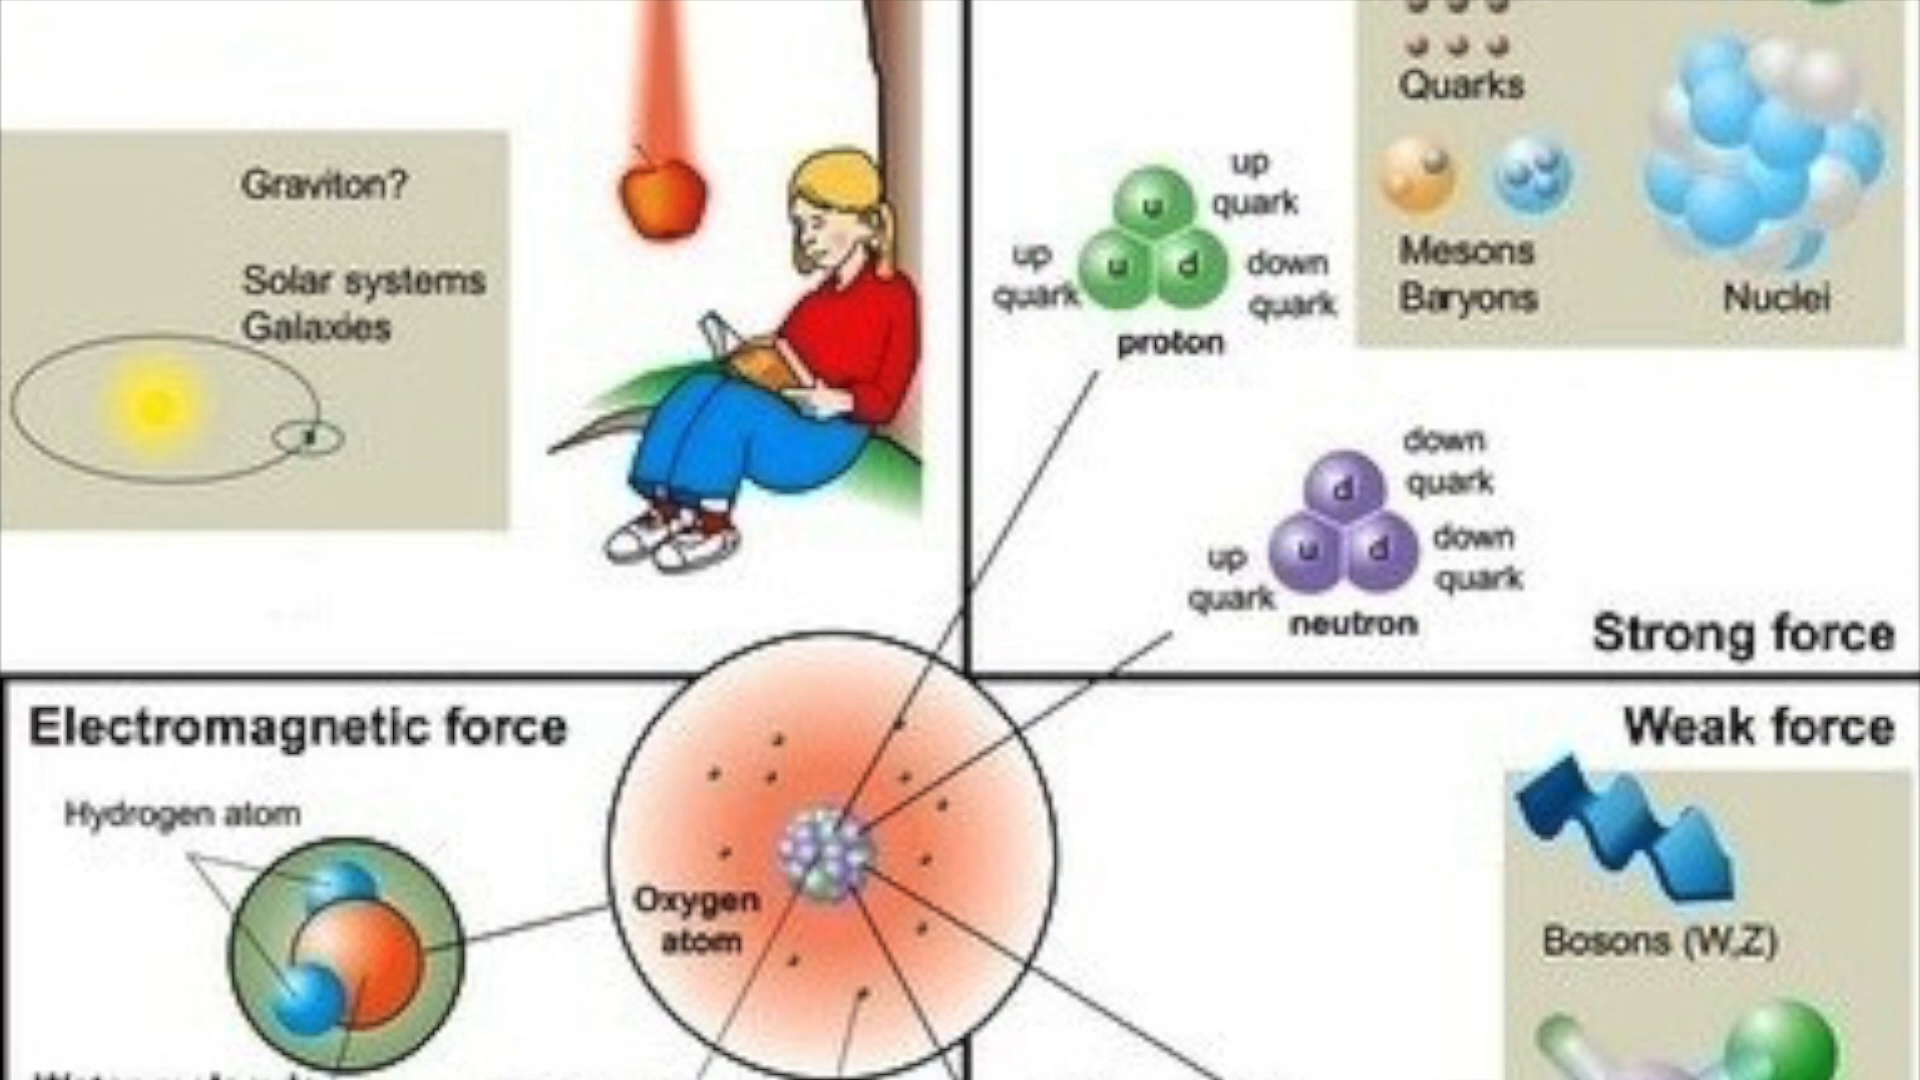 Graviton?
Solar systems
Galaxies
Quarks
Mesons
Baryons
Nuclei
up
quark
up
quark
down
quark
u
u d
proton
down
quark
up
quark
down
quark
d
u d
neutron
Strong force
Electromagnetic force
Hydrogen atom
Oxygen
atom
Weak force
Bosons (W,Z)